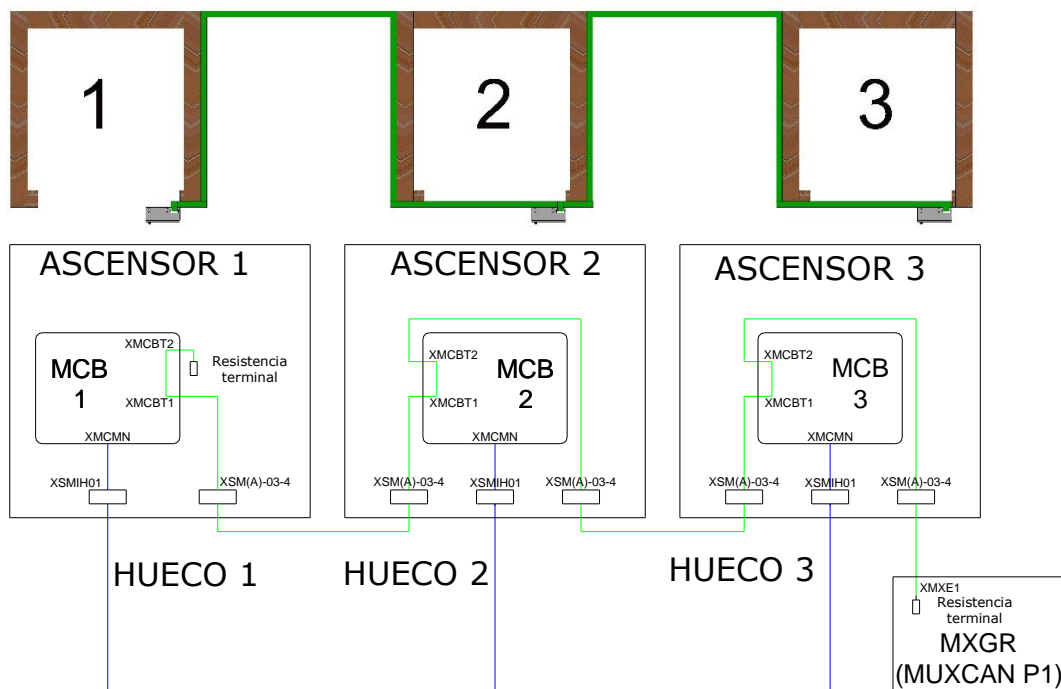 1
2
3
ASCENSOR 1
ASCENSOR 2
ASCENSOR 3
XMCBT2
MCB
1
Resistencia
terminal
XMCBT1
XMCMN
XSMIH01
XSM(A)-03-4
XMCBT2
MCB
2
XMCBT1
XMCMN
XSM(A)-03-4
XSMIH01
XSM(A)-03-4
XMCBT2
MCB
3
XMCBT1
XMCMN
XSM(A)-03-4
XSMIH01
XSM(A)-03-4
HUECO 1
HUECO 2
HUECO 3
XMXE1
Resistencia
terminal
MXGR
(MUXCAN P1)